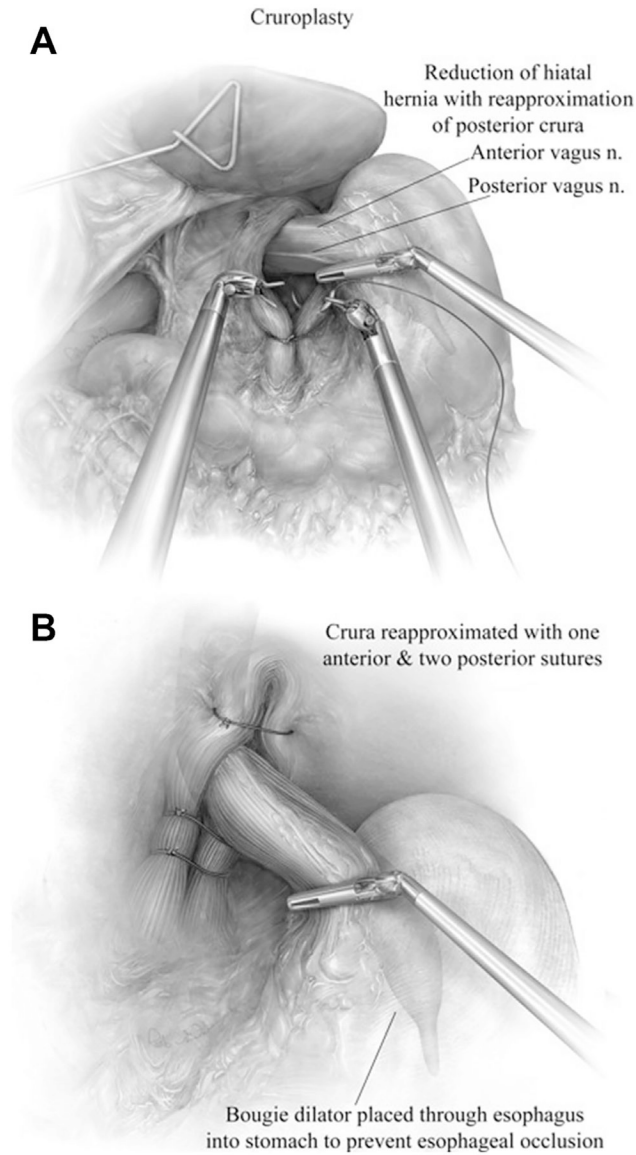 Cruroplasty
A
Reduction of hiatal
hernia with reapproximation
of posterior crura
Anterior vagus n.
Posterior vagus n.
B
Crura reapproximated with one
anterior & two posterior sutures
Bougie dilator placed through esophagus
into stomach to prevent esophageal occlusion